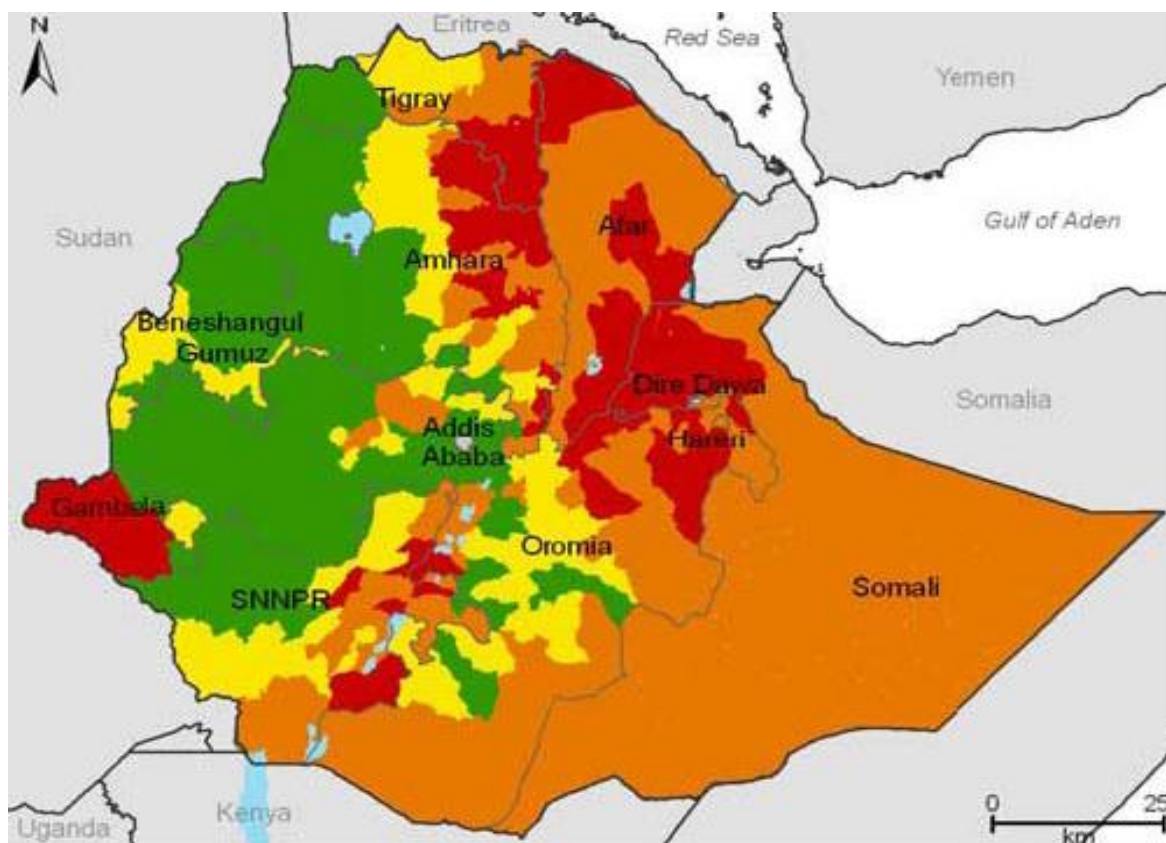 N
Eritrea
Red Sea
Yemen
Tigray
Afar
Gulf of Aden
Sudan
Amhara
Beneshangul
Gumuz
Dire Dawa
Somalia
Addis
Ababa
Hareri
Gambela
Oromia
SNNPR
Somali
Kenya
Uganda
0 25
km